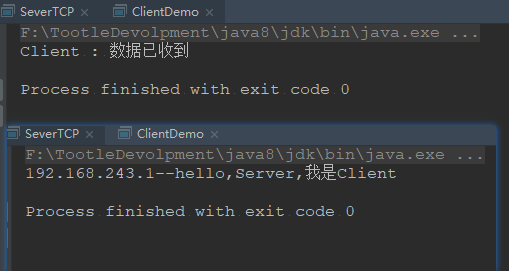 SeverTCP × ClientDemo ×
F:\TootleDevolpment\java8\jdk\bin\java.exe ...
Client : 数据已收到
Process finished with exit code 0
SeverTCP × ClientDemo ×
F:\TootleDevolpment\java8\jdk\bin\java.exe ...
192.168.243.1--hello,Server,我是Client
Process finished with exit code 0